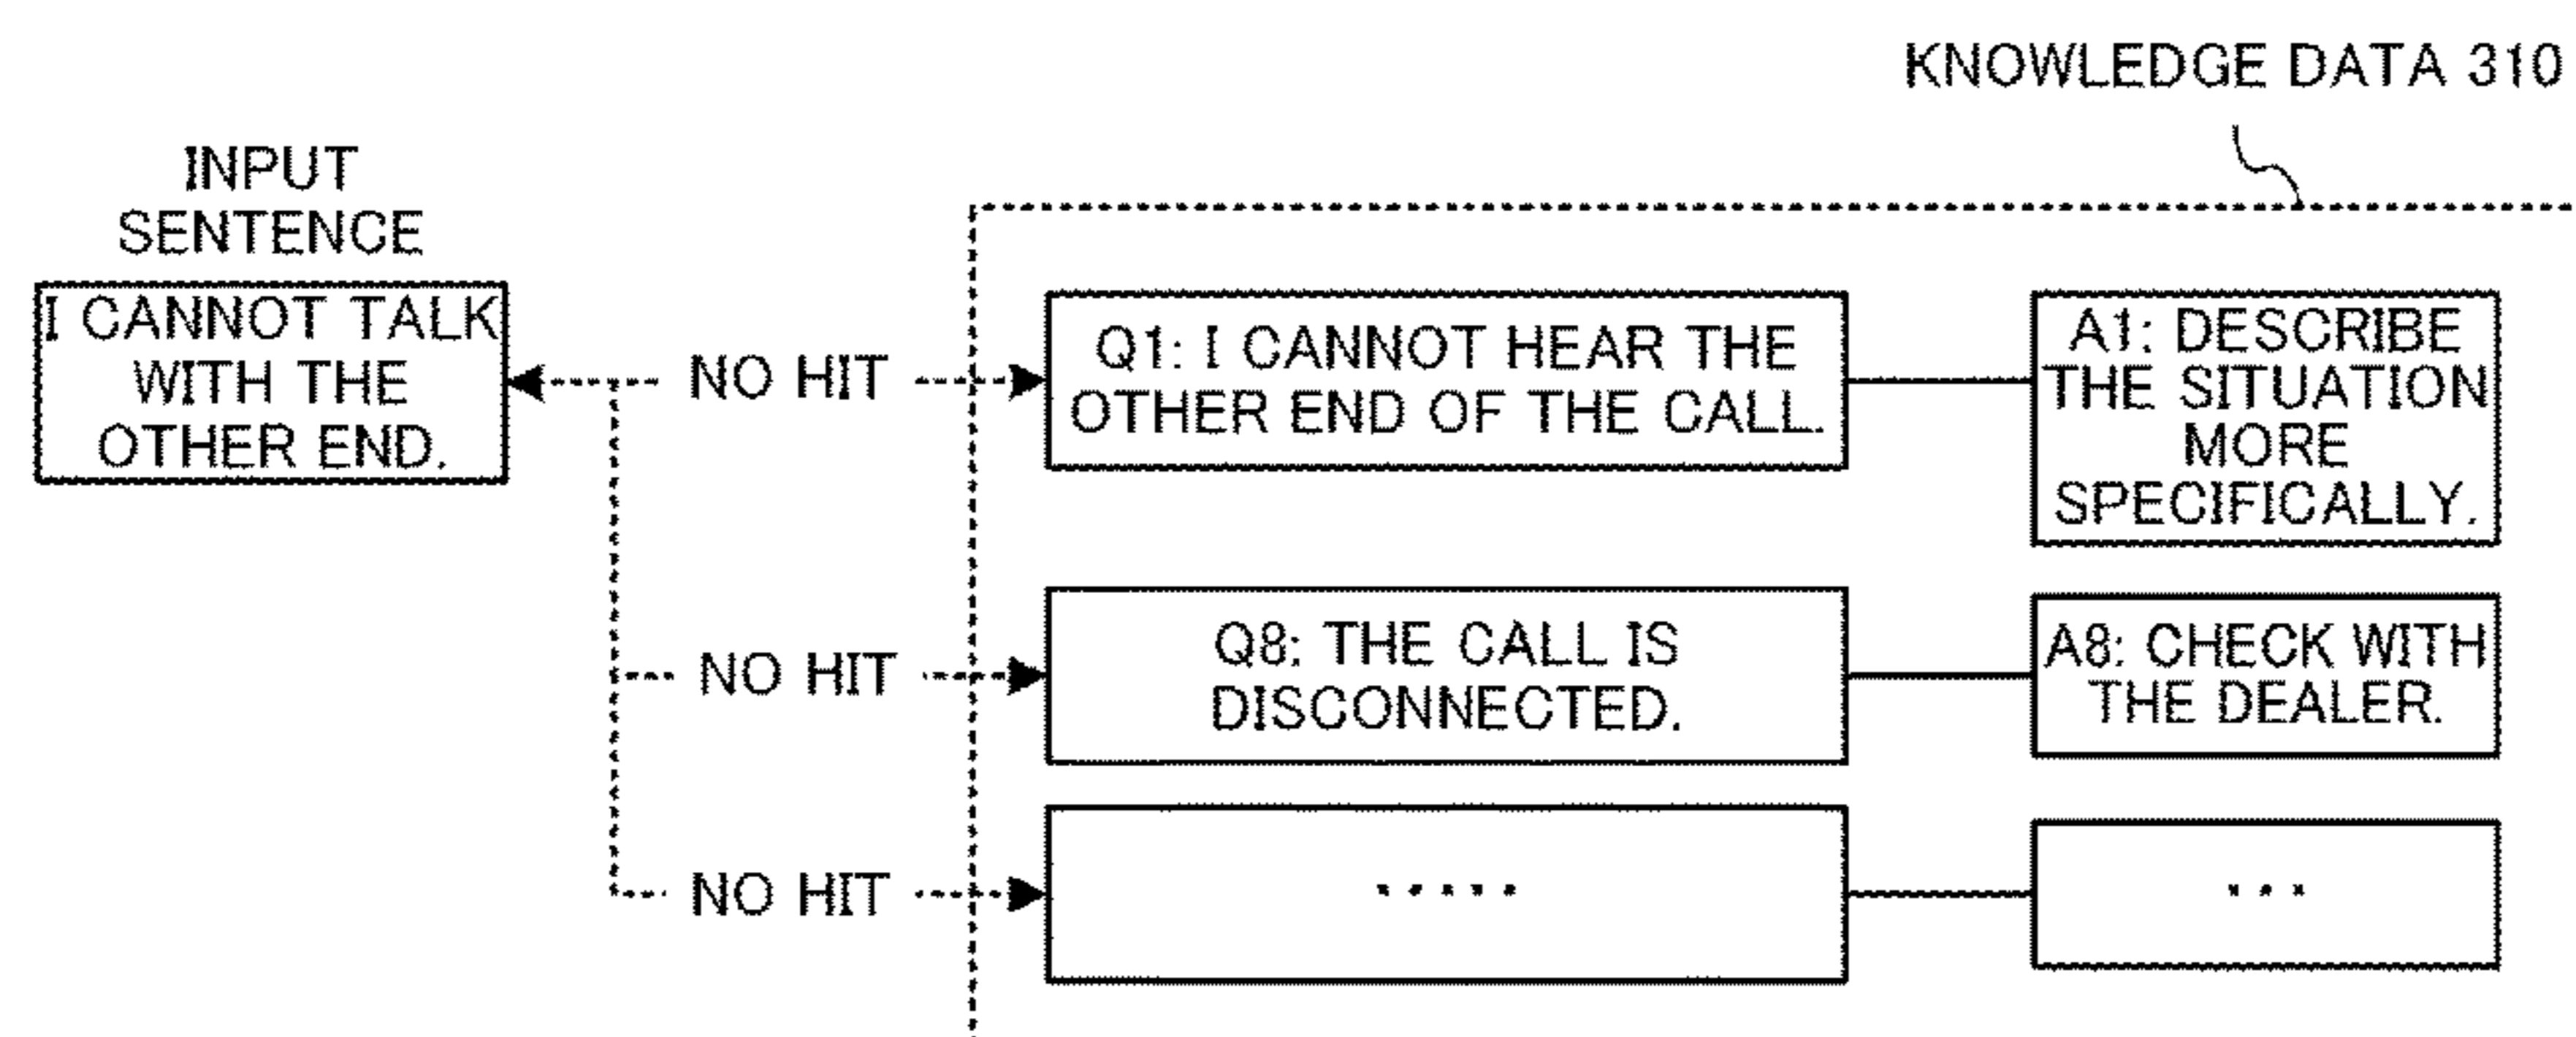 KNOWLEDGE DATA 310
INPUT
SENTENCE
I CANNOT TALK
WITH THE
OTHER END.
NO HIT
Q1: I CANNOT HEAR THE
OTHER END OF THE CALL.
A1: DESCRIBE
THE SITUATION
MORE
SPECIFICALLY.
NO HIT
Q8: THE CALL IS
DISCONNECTED.
A8: CHECK WITH
THE DEALER.
NO HIT
.....
...